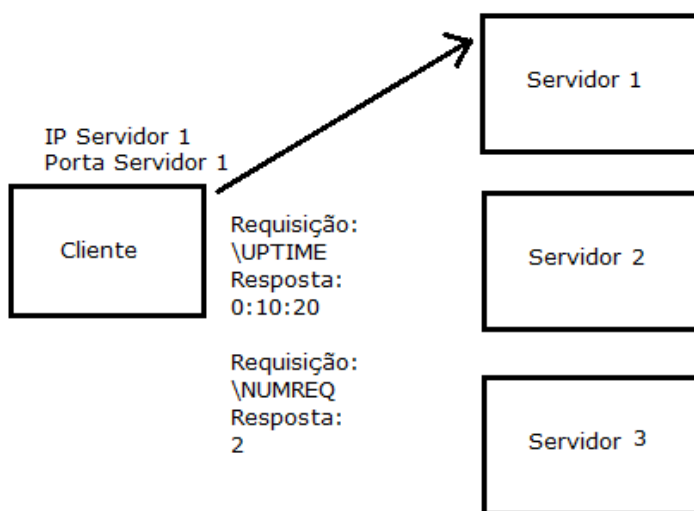 IP Servidor 1
Porta Servidor 1
Cliente
Requisição:
\UPTIME
Resposta:
0:10:20
Requisição:
\NUMREQ
Resposta:
2
Servidor 1
Servidor 2
Servidor 3